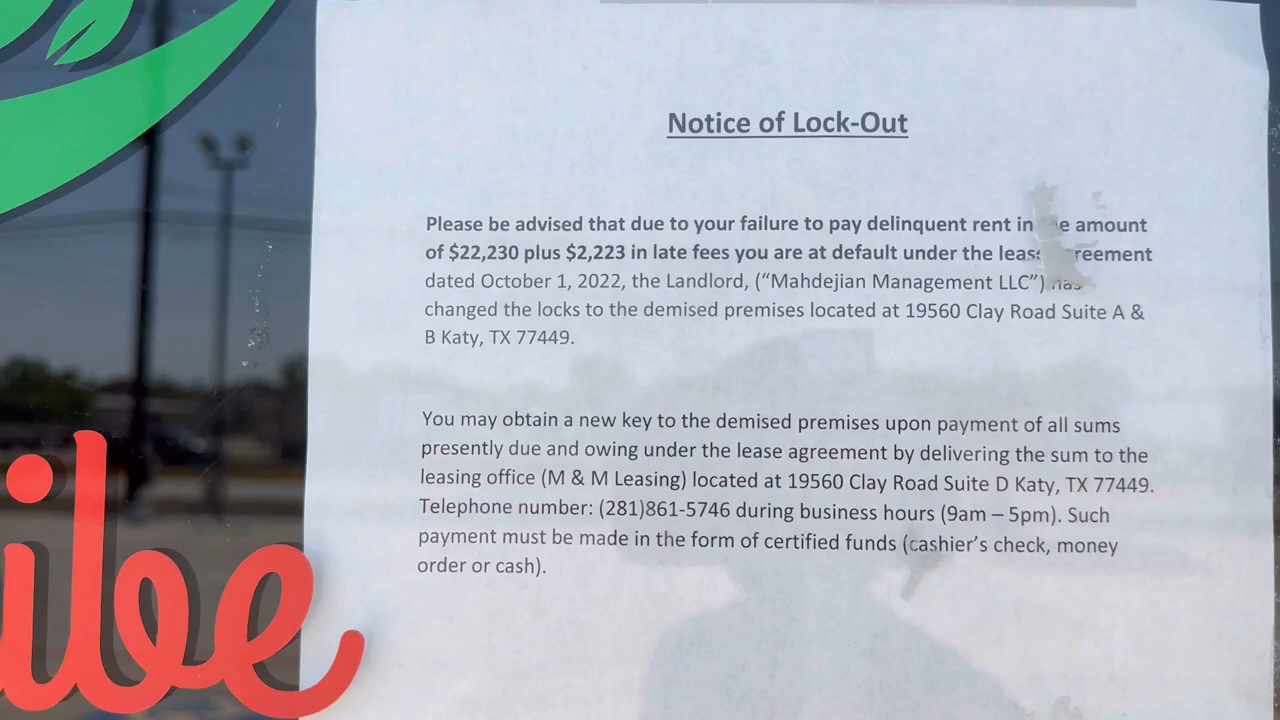 Notice of Lock-Out
Please be advised that due to your failure to pay delinquent rent in amount
of $22,230 plus $2,223 in late fees you are at default under the
dated October 1, 2022, the Landlord, (“Mahdejian Management LLC”) has
changed the locks to the demised premises located at 19560 Clay Road Suite A &
B Katy, TX 77449.
You may obtain a new key to the demised premises upon payment of all sums
presently due and owing under the lease agreement by delivering the sum to the
leasing office (M & M Leasing) located at 19560 Clay Road Suite D Katy, TX 77449.
Telephone number: (281)861-5746 during business hours (9am – 5pm). Such
payment must be made in the form of certified funds (cashier’s check, money
order or cash).
ibe